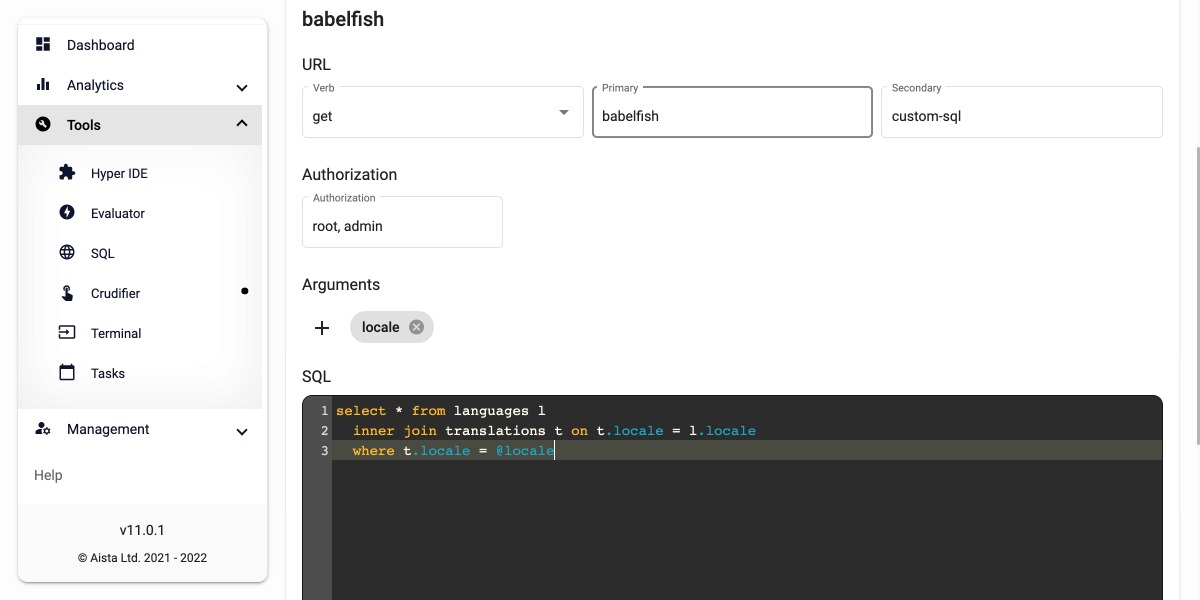 Dashboard
Analytics
Tools
Hyper IDE
Evaluator
SQL
Crudifier
Terminal
Tasks
Management
Help
v11.0.1
© Aista Ltd. 2021 - 2022
babelfish
URL
Verb
get
Primary
babelfish
Secondary
custom-sql
Authorization
Authorization
root, admin
Arguments
locale
SQL
1 select * from languages l
2 inner join translations t on t.locale = l.locale
3 where t.locale = @locale